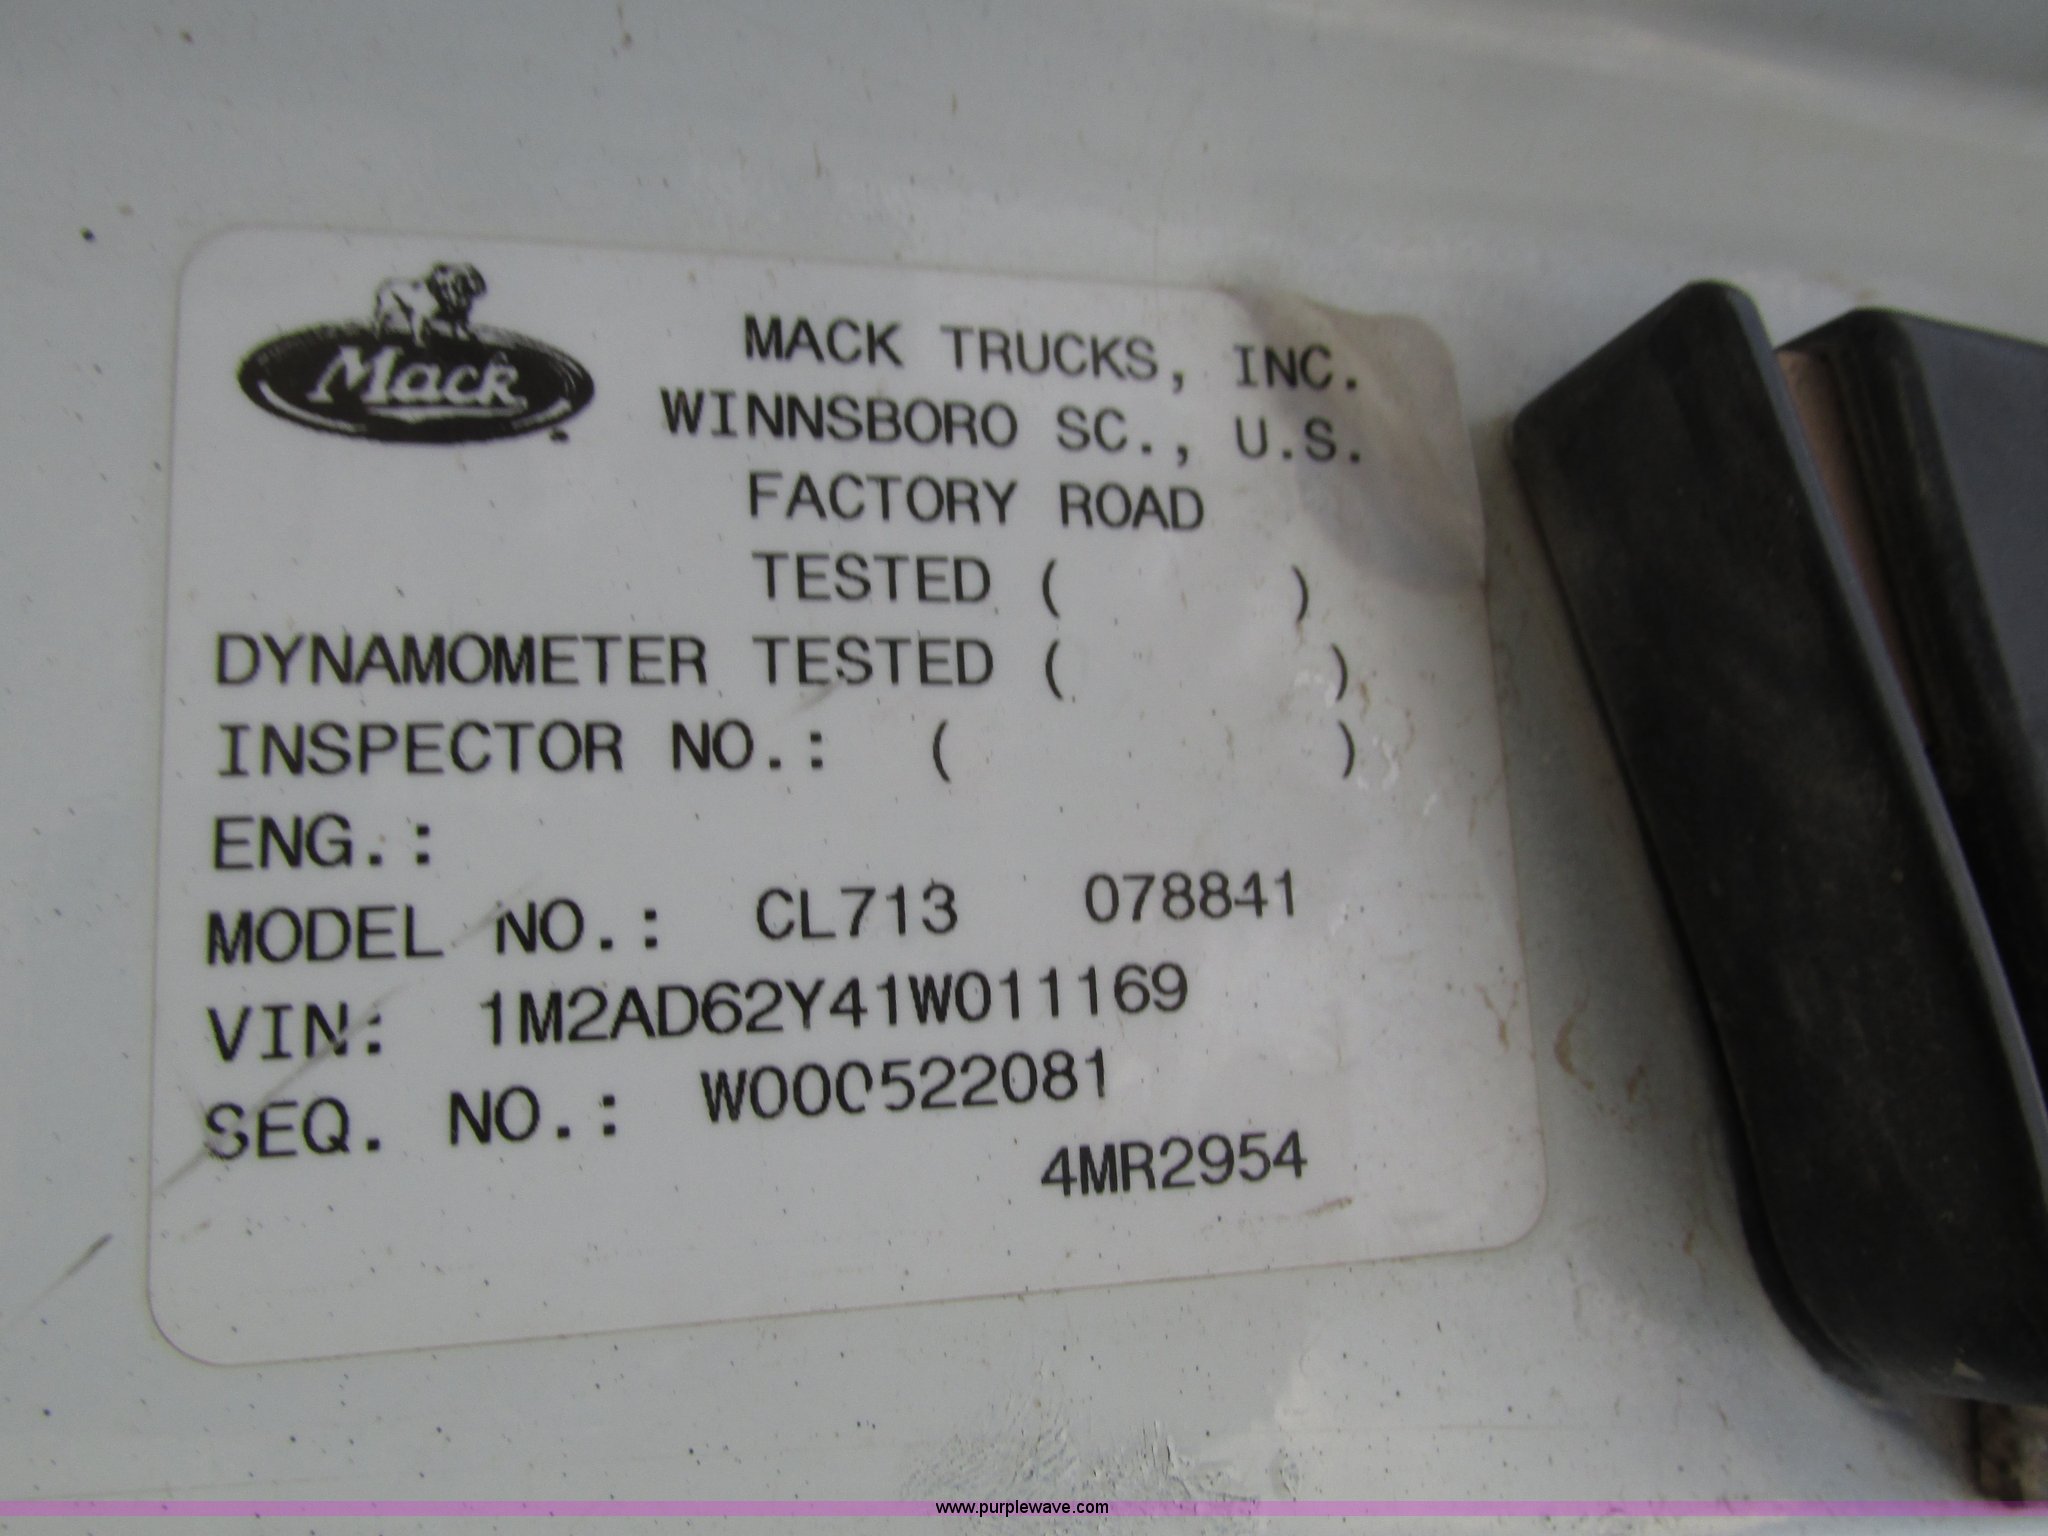 Mack
MACK TRUCKS, INC.
WINNSBORO SC., U.S.
FACTORY ROAD
TESTED ( )
DYNAMOMETER TESTED ( )
INSPECTOR NO.: ( )
ENG.:
MODEL NO.: CL713 078841
VIN: 1M2AD62Y41W011169
SEQ. NO.: W000522081
4MR2954
www.purplewave.com